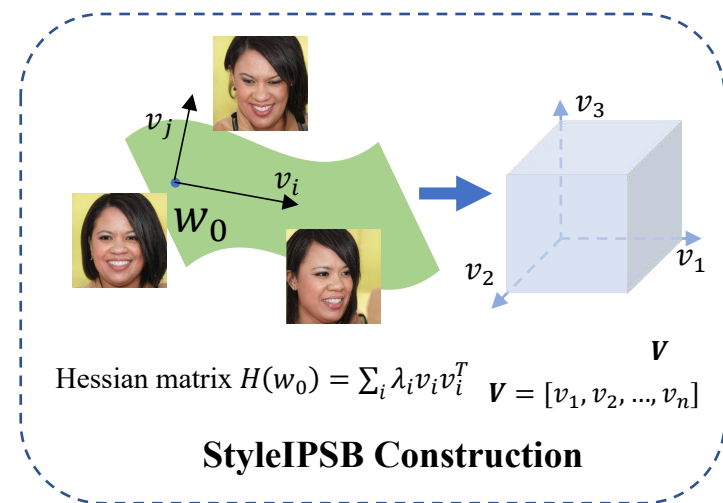 v_j
v_i
w_0
v_3
v_2
v_1
V
Hessian matrix H(w_0) = ∑_i λ_i v_i v_i^T
V = [v_1, v_2, ..., v_n]
StyleIPSB Construction